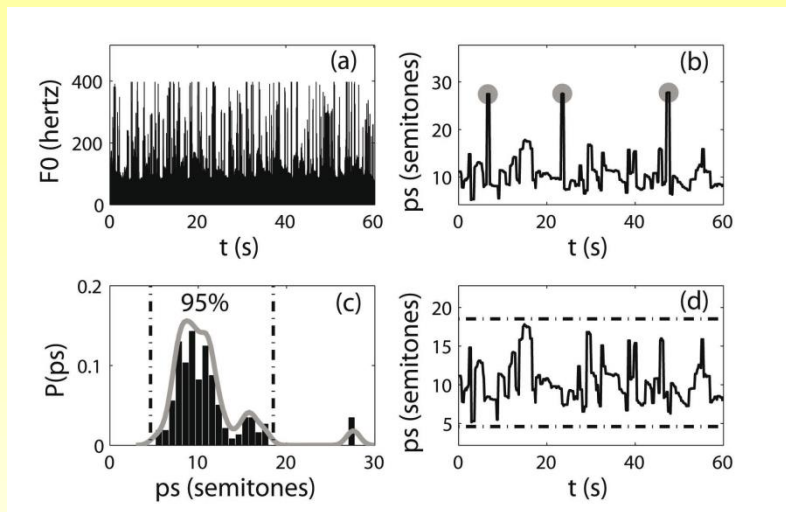 (a)
F0 (hertz)
400
200
0
0 20 40 60
t (s)
(b)
ps (semitones)
30
20
10
0 20 40 60
t (s)
(c)
95%
P(ps)
0.2
0.1
0
0 10 20 30
ps (semitones)
(d)
ps (semitones)
20
15
10
5
0 20 40 60
t (s)